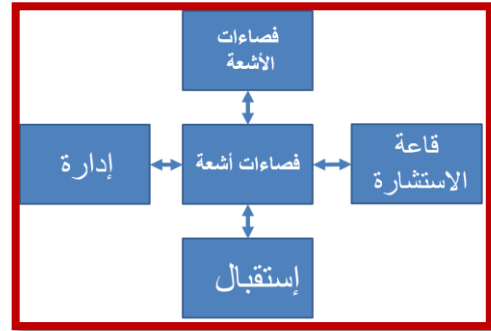 فصاءات
الأشعة
قاعة
الاستشارة
فصاءات أشعة
إدارة
إستقبال